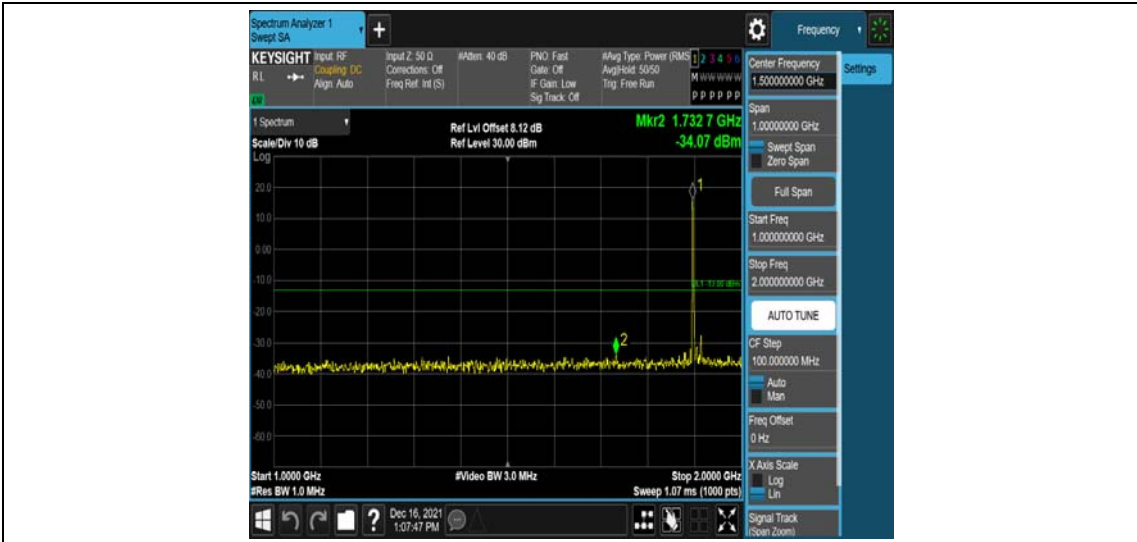 Spectrum Analyzer 1
Swept SA
+
Frequency
KEYSIGHT
RL
Input: RF
Coupling: DC
Align: Auto
Input Z: 50 Ω
Corrections: Off
Freq Ref: Int (S)
#Atten: 40 dB
PNO: Fast
Gate: Off
IF Gain: Low
Sig Track: Off
#Avg Type: Power (RMS
Avg|Hold: 50/50
Trig: Free Run
1 2 3 4 5 6
M W W W W W
P P P P P P
1 Spectrum
Scale/Div 10 dB
Log
Ref Lvl Offset 8.12 dB
Ref Level 30.00 dBm
Mkr2 1.732 7 GHz
-34.07 dBm
1
20.0
10.0
0.00
-10.0
DL1 -13.00 dBm
-20.0
2
-30.0
-40.0
-50.0
-60.0
Start 1.0000 GHz
#Res BW 1.0 MHz
#Video BW 3.0 MHz
Stop 2.0000 GHz
Sweep 1.07 ms (1000 pts)
Dec 16, 2021
1:07:47 PM
?
Center Frequency
1.500000000 GHz
Settings
Span
1.00000000 GHz
Swept Span
Zero Span
Full Span
Start Freq
1.000000000 GHz
Stop Freq
2.000000000 GHz
AUTO TUNE
CF Step
100.000000 MHz
Auto
Man
Freq Offset
0 Hz
X Axis Scale
Log
Lin
Signal Track
(Span Zoom)